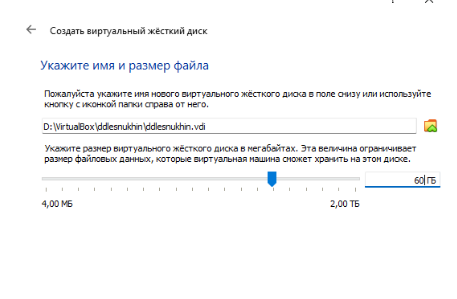 Создать виртуальный жёсткий диск
Укажите имя и размер файла
Пожалуйста укажите имя нового виртуального жёсткого диска в поле снизу или используйте
кнопку с иконкой папки справа от него.
D:\VirtualBox\ddlesnukhin\ddlesnukhin.vdi
Укажите размер виртуального жёсткого диска в мегабайтах. Эта величина ограничивает
размер файловых данных, которые виртуальная машина сможет хранить на этом диске.
60 ГБ
4,00 МБ 2,00 ТБ